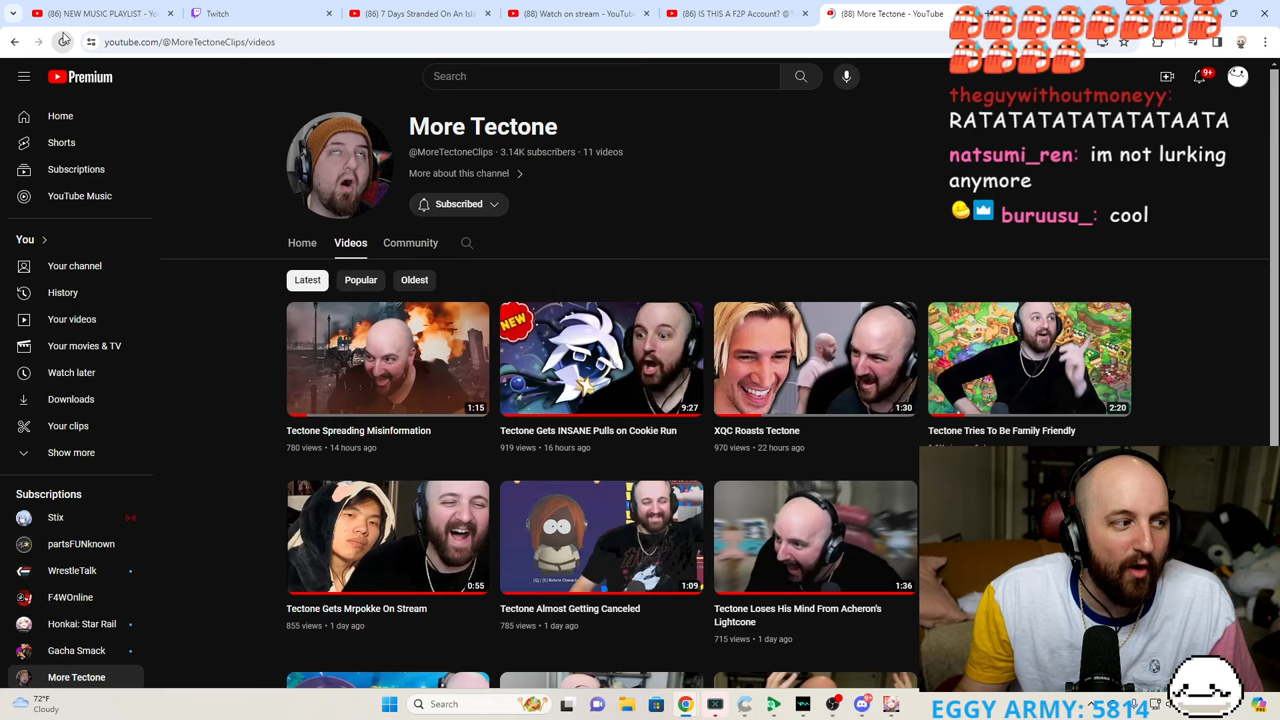 (86) NEW MUSIC PLAYLIST -
Twitch
(86) 7 Days Stream
(88) Watch on stream - YouTub
(86) IS THIS A F2P Account?
(88) More Tectone - YouTube
youtube.com/@MoreTectoneClips/videos
Premium
Search
9+
Home
Shorts
Subscriptions
YouTube Music
You
Your channel
History
Your videos
Your movies & TV
Watch later
Downloads
Your clips
Show more
Subscriptions
Stix
partsFUNknown
WrestleTalk
F4WOnline
Honkai: Star Rail
Gacha Smack
More Tectone
More Tectone
@MoreTectoneClips · 3.14K subscribers · 11 videos
More about this channel
Subscribed
Home
Videos
Community
Latest
Popular
Oldest
1:15
Tectone Spreading Misinformation
780 views • 14 hours ago
NEW
9:27
Tectone Gets INSANE Pulls on Cookie Run
919 views • 16 hours ago
1:30
XQC Roasts Tectone
970 views • 22 hours ago
2:20
Tectone Tries To Be Family Friendly
0:55
Tectone Gets Mrpokke On Stream
855 views • 1 day ago
1:09
Tectone Almost Getting Canceled
785 views • 1 day ago
1:36
Tectone Loses His Mind From Acheron's
Lightcone
715 views • 1 day ago
theguywithoutmoneyy:
RATATATATATATATAATA
natsumi_ren: im not lurking
anymore
buruusu_: cool
72°F
Cloudy
Search
EGGY ARMY: 5814